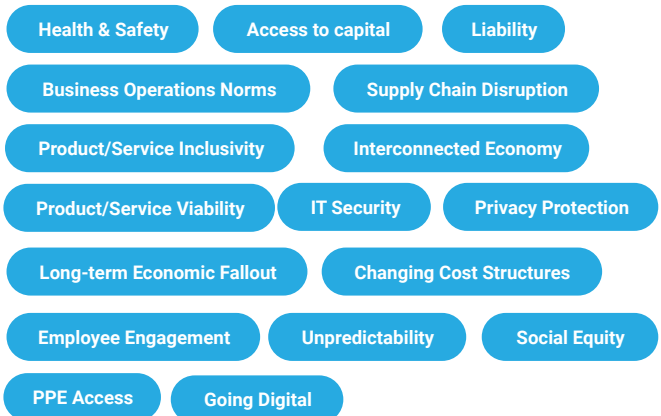 Health & Safety Access to capital Liability
Business Operations Norms Supply Chain Disruption
Product/Service Inclusivity Interconnected Economy
Product/Service Viability IT Security Privacy Protection
Long-term Economic Fallout Changing Cost Structures
Employee Engagement Unpredictability Social Equity
PPE Access Going Digital